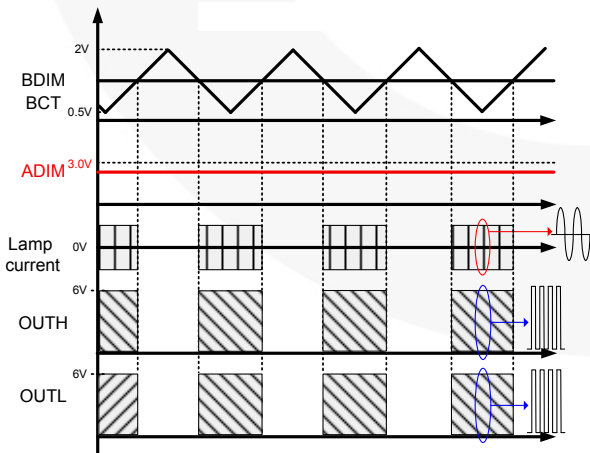 2V
BDIM
BCT
0.5V
ADIM 3.0V
Lamp
current
0V
6V
OUTH
6V
OUTL